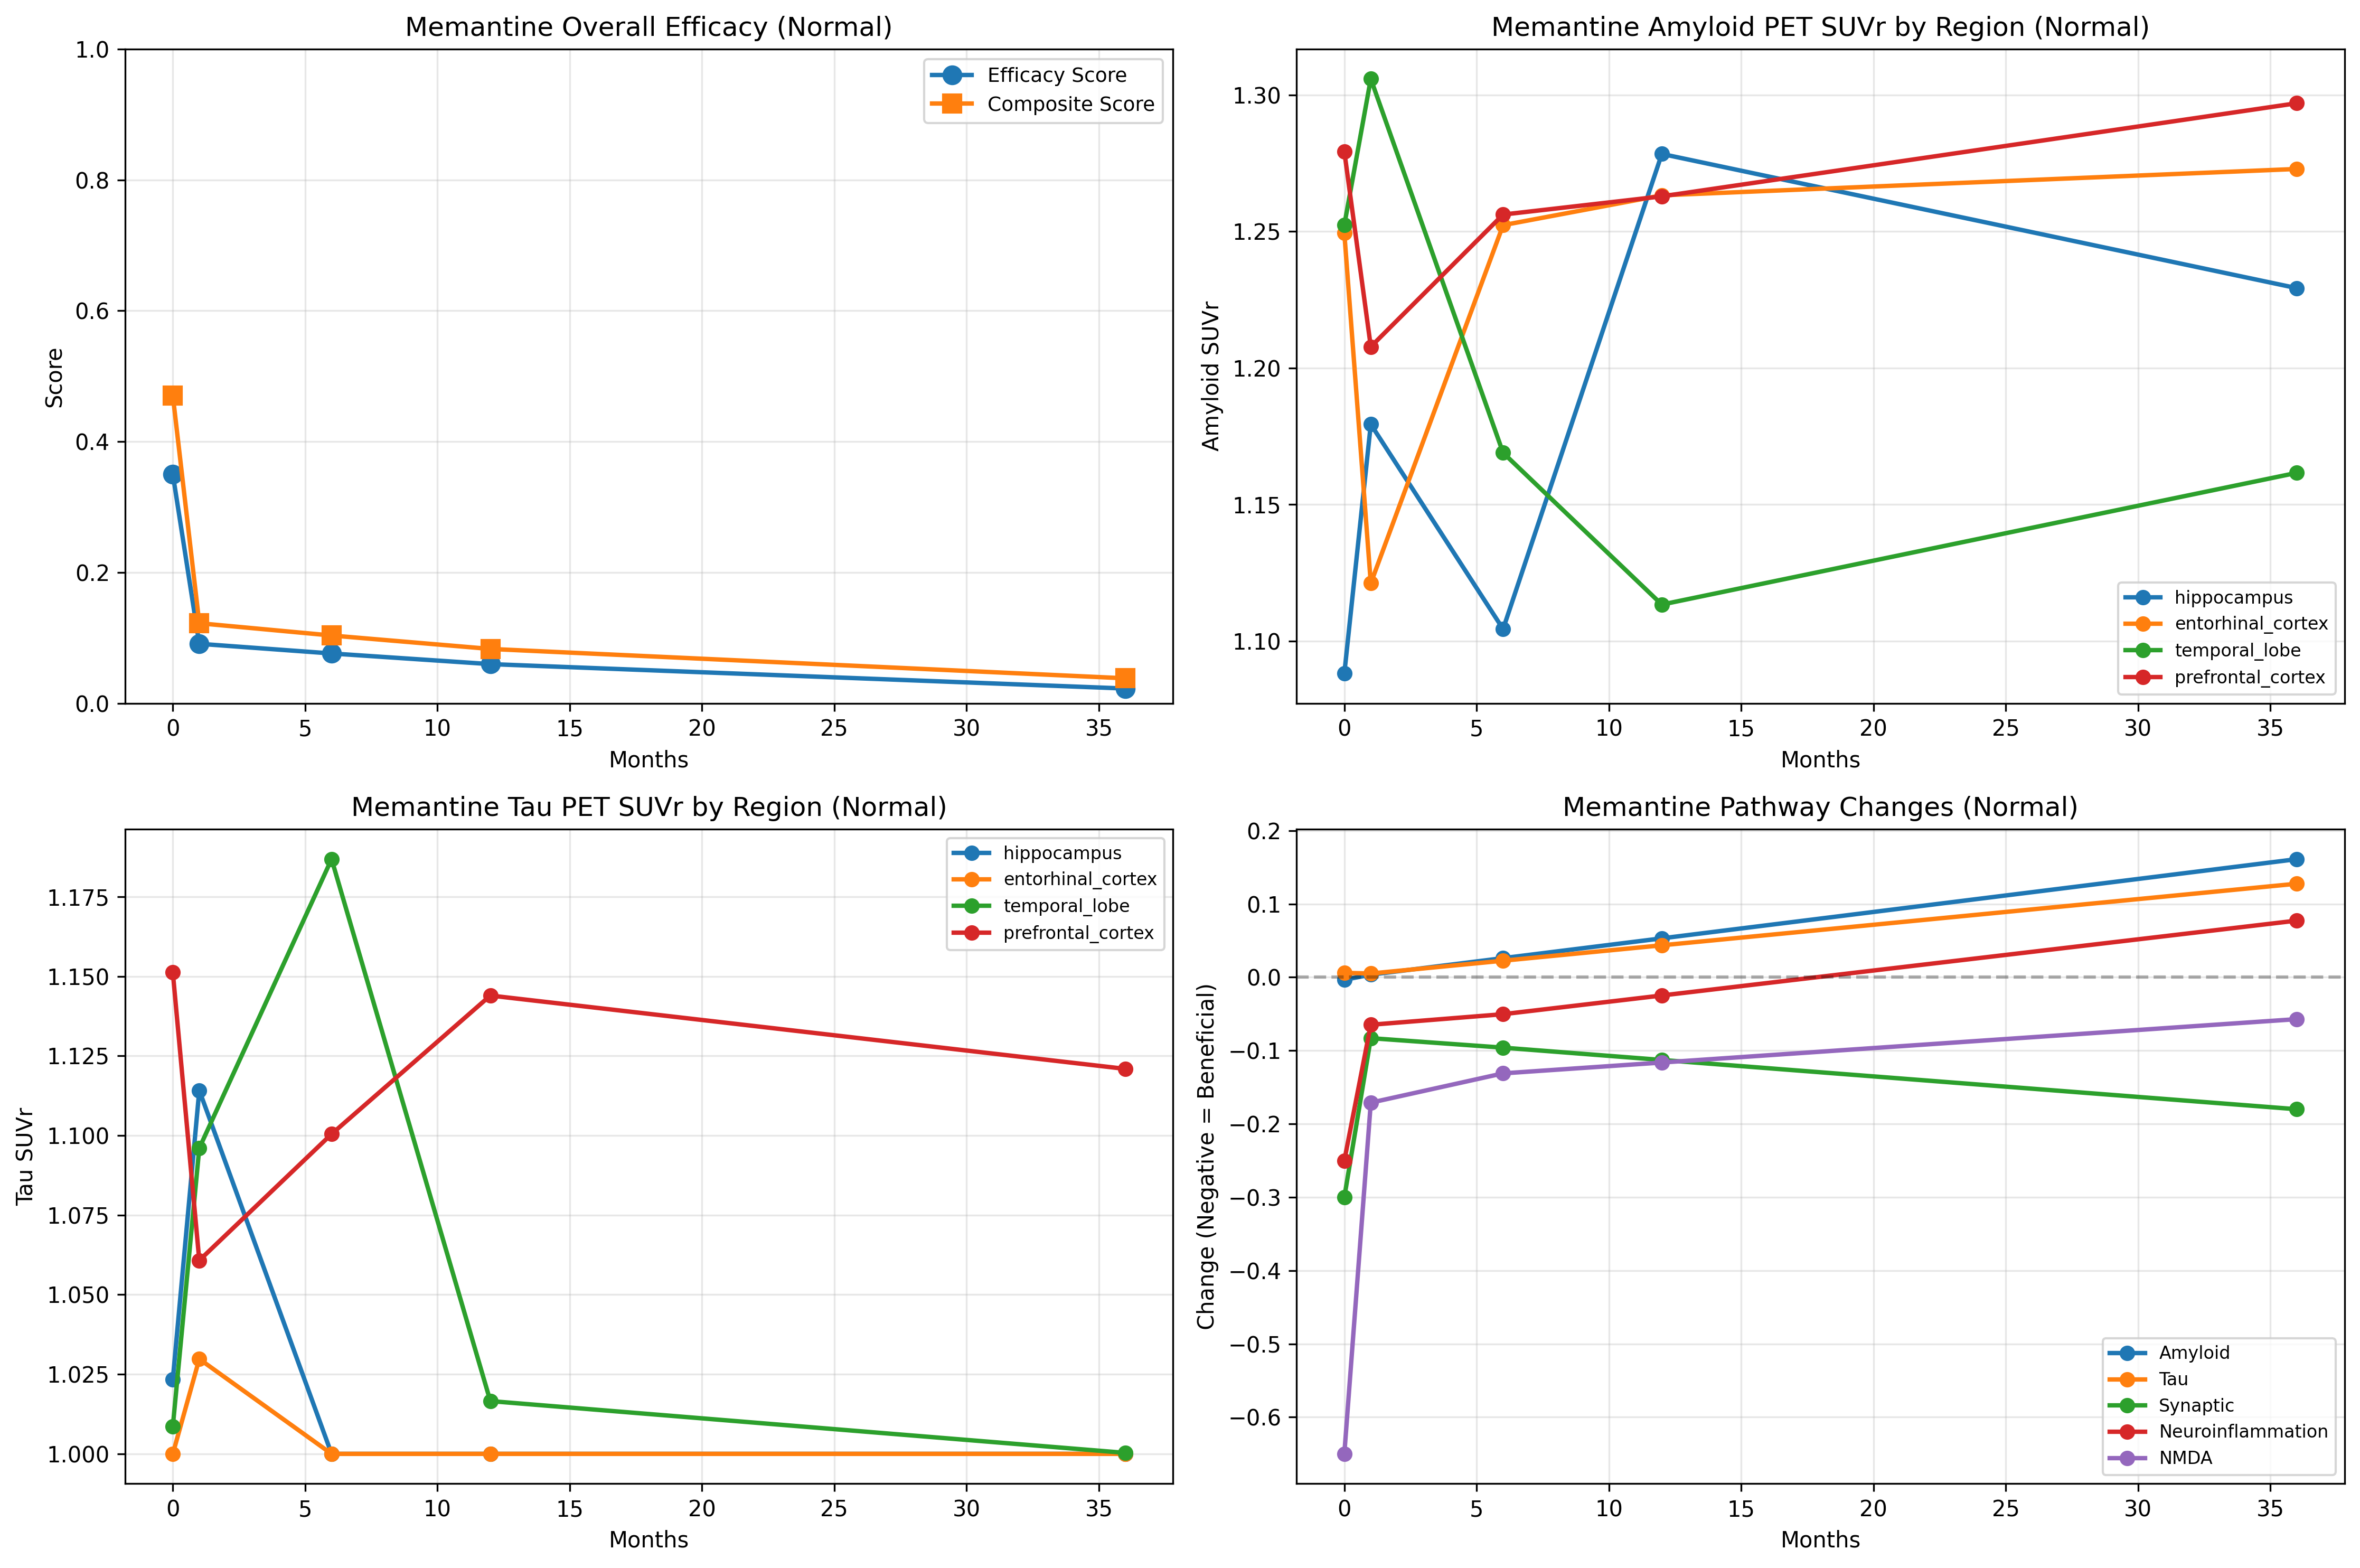 Memantine Overall Efficacy (Normal)
Score
1.0
0.8
0.6
0.4
0.2
0.0
Efficacy Score
Composite Score
0 5 10 15 20 25 30 35
Months
Memantine Amyloid PET SUVr by Region (Normal)
Amyloid SUVr
1.30
1.25
1.20
1.15
1.10
hippocampus
entorhinal_cortex
temporal_lobe
prefrontal_cortex
0 5 10 15 20 25 30 35
Months
Memantine Tau PET SUVr by Region (Normal)
Tau SUVr
1.175
1.150
1.125
1.100
1.075
1.050
1.025
1.000
hippocampus
entorhinal_cortex
temporal_lobe
prefrontal_cortex
0 5 10 15 20 25 30 35
Months
Memantine Pathway Changes (Normal)
Change (Negative = Beneficial)
0.2
0.1
0.0
−0.1
−0.2
−0.3
−0.4
−0.5
−0.6
Amyloid
Tau
Synaptic
Neuroinflammation
NMDA
0 5 10 15 20 25 30 35
Months